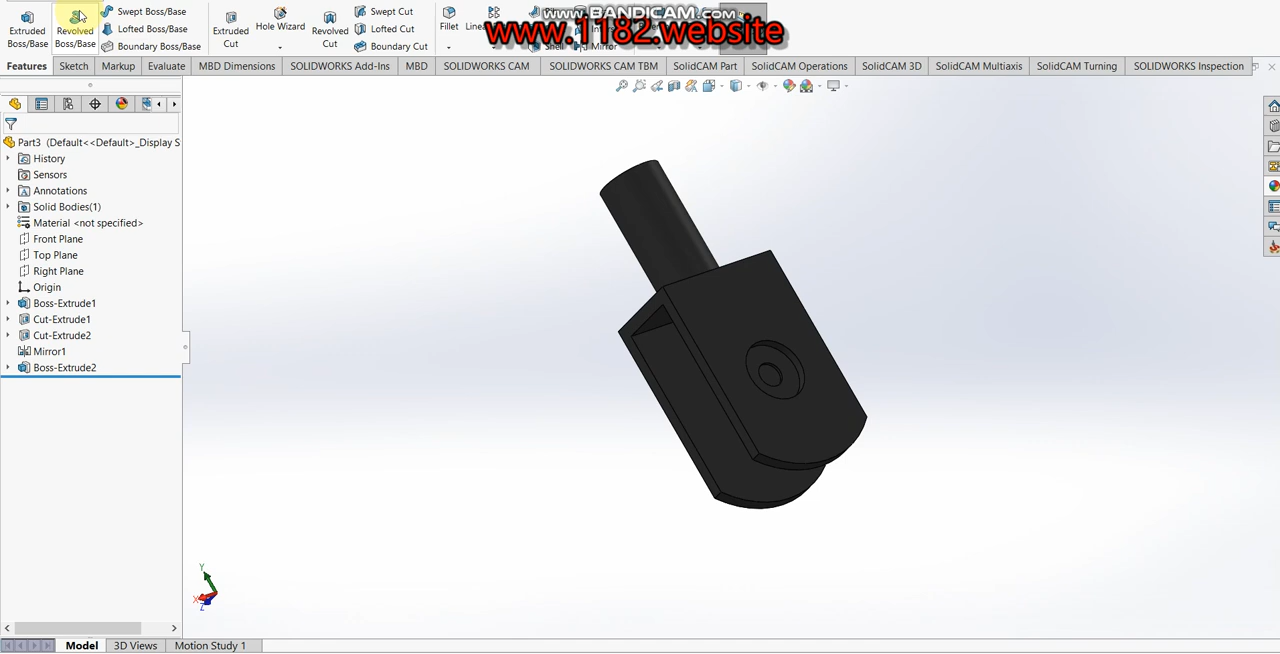 www.BANDICAM.com
www.1182.website
Extruded Boss/Base
Revolved Boss/Base
Swept Boss/Base
Lofted Boss/Base
Boundary Boss/Base
Extruded Cut
Hole Wizard
Revolved Cut
Swept Cut
Lofted Cut
Boundary Cut
Fillet
Shell
Mirror
Features Sketch Markup Evaluate MBD Dimensions SOLIDWORKS Add-Ins MBD SOLIDWORKS CAM SOLIDWORKS CAM TBM SolidCAM Part SolidCAM Operations SolidCAM 3D SolidCAM Multiaxis SolidCAM Turning SOLIDWORKS Inspection
Part3 (Default<<Default>_Display S
History
Sensors
Annotations
Solid Bodies(1)
Material <not specified>
Front Plane
Top Plane
Right Plane
Origin
Boss-Extrude1
Cut-Extrude1
Cut-Extrude2
Mirror1
Boss-Extrude2
Y
X
Z
Model 3D Views Motion Study 1